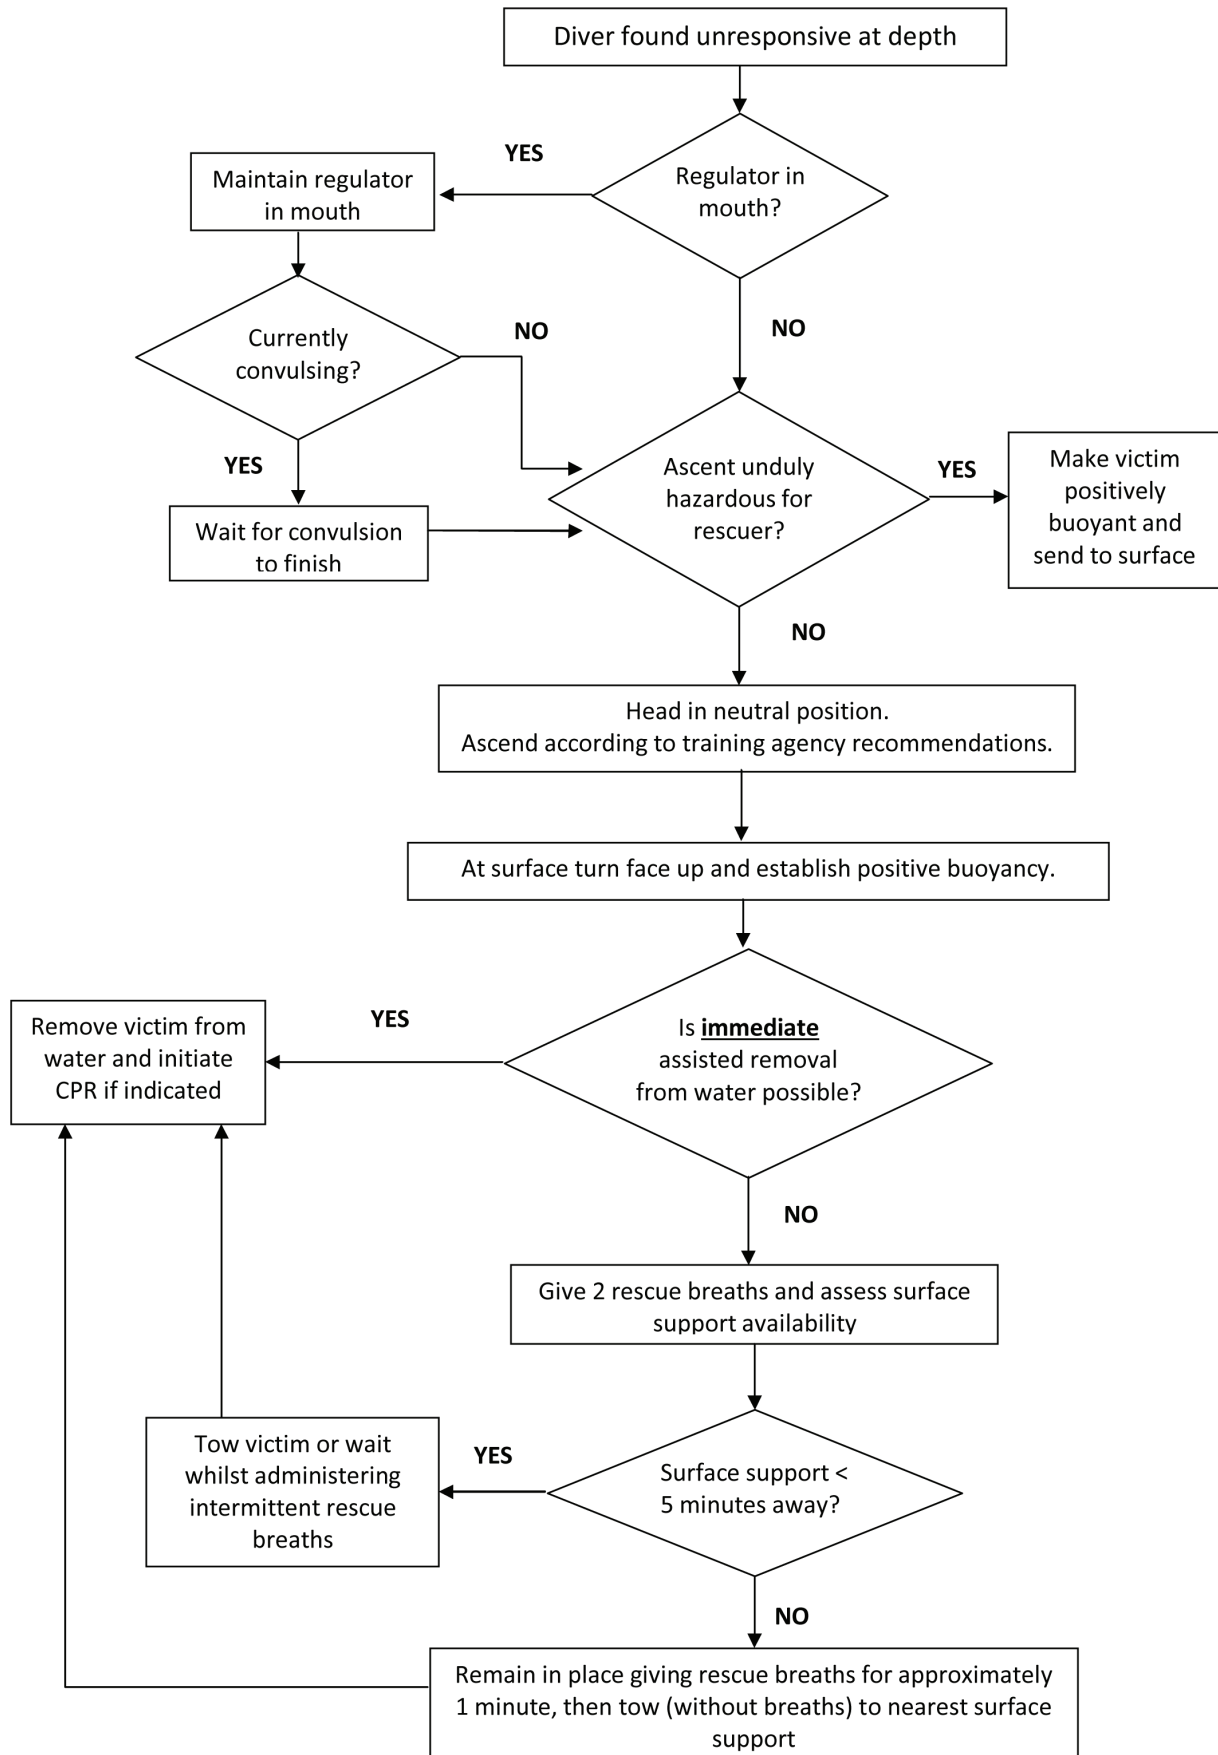 Diver found unresponsive at depth
YES
Regulator in
mouth?
Maintain regulator
in mouth
NO
Currently
convulsing?
NO
YES
Wait for convulsion
to finish
Ascent unduly
hazardous for
rescuer?
YES
Make victim
positively
buoyant and
send to surface
NO
Head in neutral position.
Ascend according to training agency recommendations.
At surface turn face up and establish positive buoyancy.
Is immediate
assisted removal
from water possible?
YES
Remove victim from
water and initiate
CPR if indicated
NO
Give 2 rescue breaths and assess surface
support availability
Surface support <
5 minutes away?
YES
Tow victim or wait
whilst administering
intermittent rescue
breaths
NO
Remain in place giving rescue breaths for approximately
1 minute, then tow (without breaths) to nearest surface
support